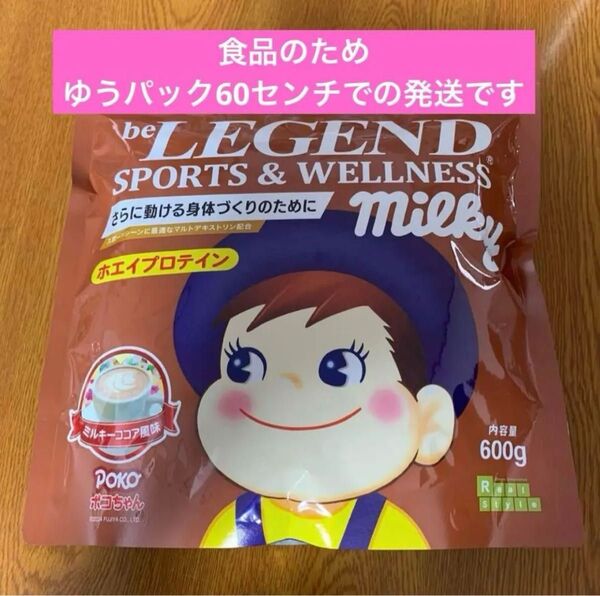 食品のため
ゆうパック60センチでの発送です
be LEGEND
SPORTS & WELLNESS®
さらに動ける身体づくりのために
milky
ホエイプロテイン
ミルキーココア風味
POKO
ポコちゃん
内容量
600g
Real
Style